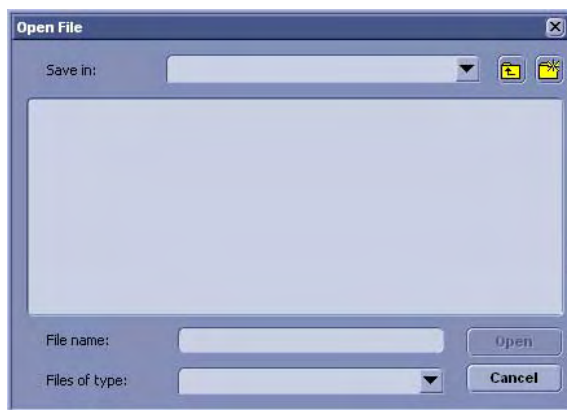 Open File
Save in:
File name:
Open
Files of type:
Cancel